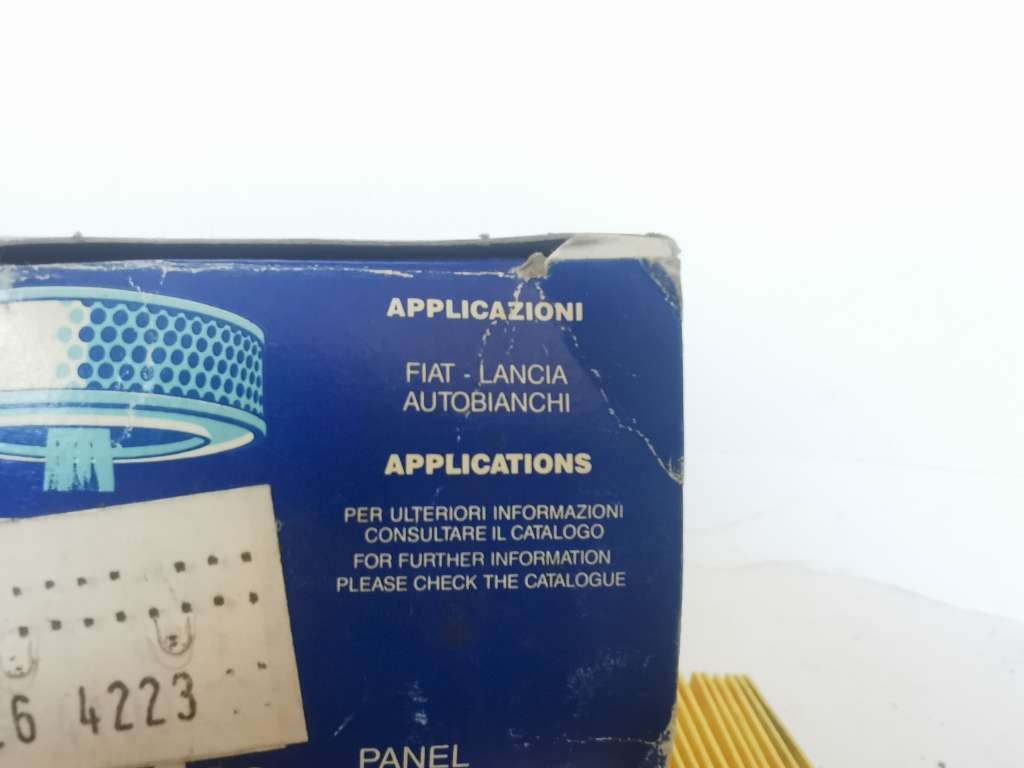 APPLICAZIONI
FIAT - LANCIA
AUTOBIANCHI
APPLICATIONS
PER ULTERIORI INFORMAZIONI
CONSULTARE IL CATALOGO
FOR FURTHER INFORMATION
PLEASE CHECK THE CATALOGUE
6 4223
PANEL